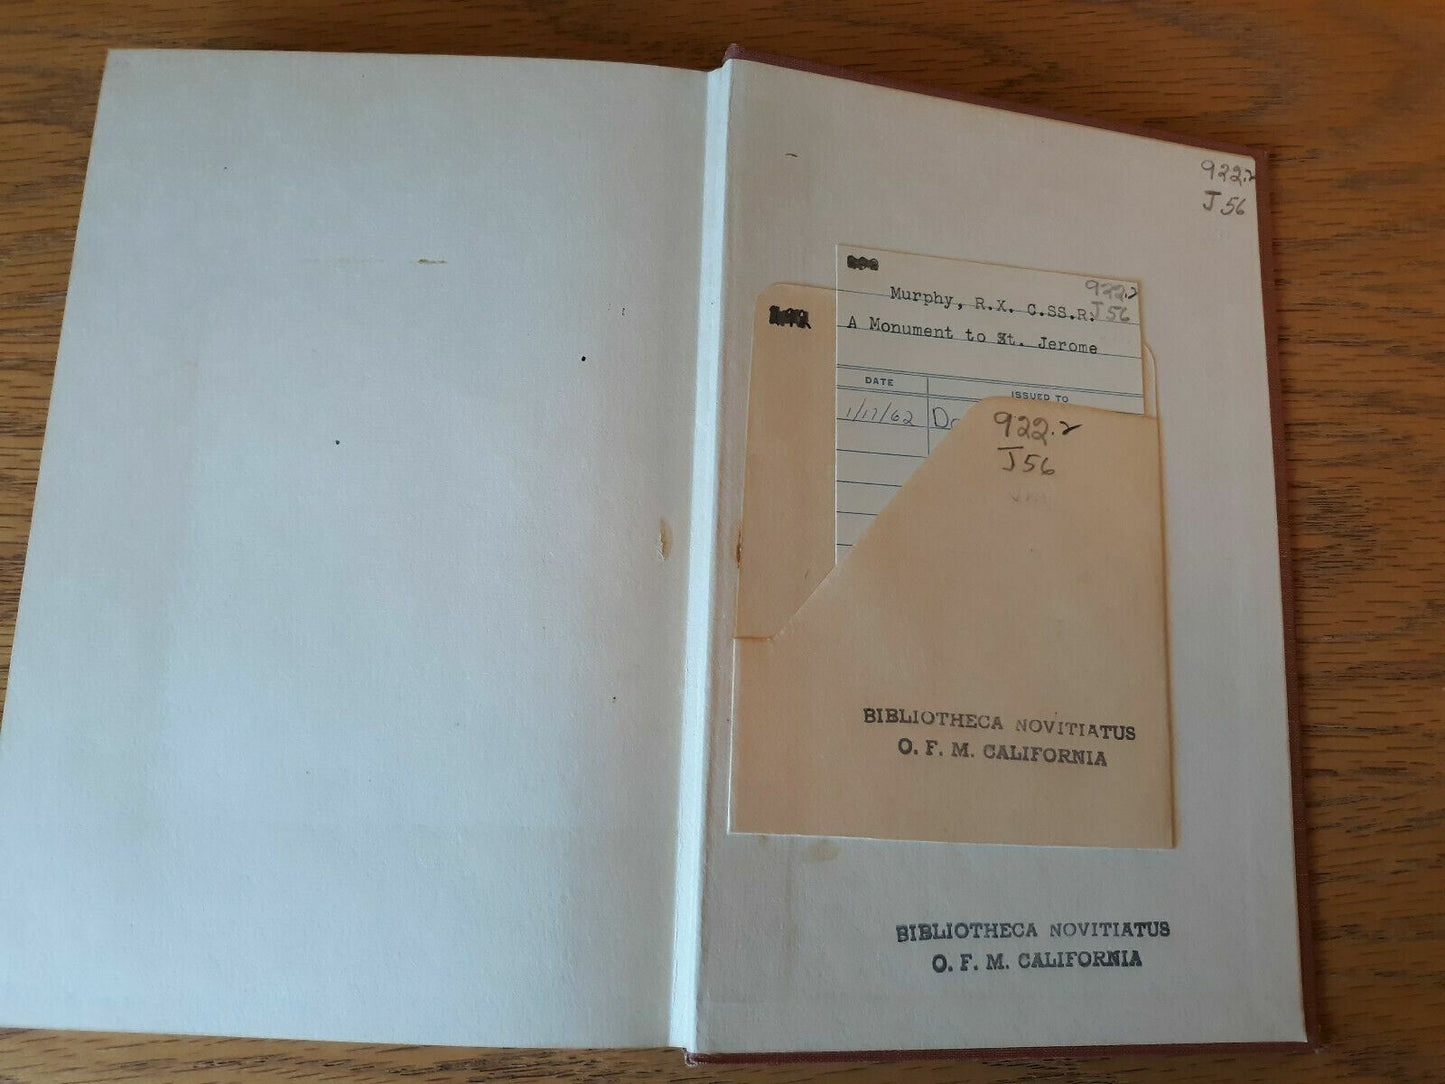 922.2
J56
922.2
Murphy, R.X. C.SS.R. J56
A Monument to St. Jerome
DATE ISSUED TO
1/17/62
922.2
J56
BIBLIOTHECA NOVITIATUS
O. F. M. CALIFORNIA
BIBLIOTHECA NOVITIATUS
O. F. M. CALIFORNIA